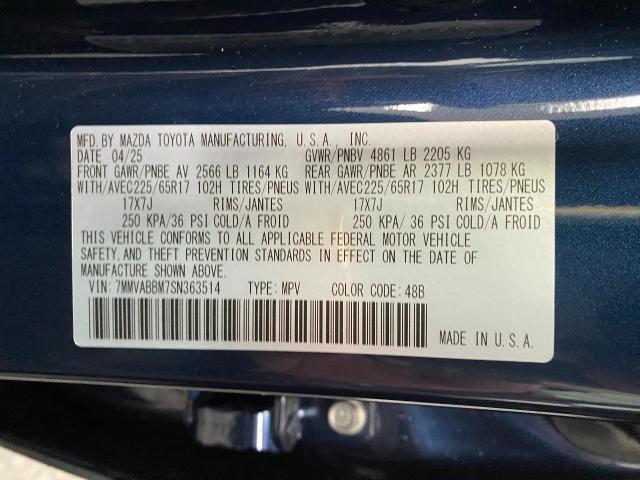 MFD. BY MAZDA TOYOTA MANUFACTURING, U.S.A., INC.
DATE 04/25 GVWR/PNBV 4861 LB 2205 KG
FRONT GAWR/PNBE AV 2566 LB 1164 KG REAR GAWR/PNBE AR 2377 LB 1078 KG
WITH/AVEC225/65R17 102H TIRES/PNEUS WITH/AVEC225/65R17 102H TIRES/PNEUS
17X7J RIMS/JANTES 17X7J RIMS/JANTES
250 KPA/36 PSI COLD/A FROID 250 KPA/ 36 PSI COLD/A FROID
THIS VEHICLE CONFORMS TO ALL APPLICABLE FEDERAL MOTOR VEHICLE
SAFETY, AND THEFT PREVENTION STANDARDS IN EFFECT ON THE DATE OF
MANUFACTURE SHOWN ABOVE.
VIN: 7MMVABBM7SN363514 TYPE: MPV COLOR CODE: 48B
MADE IN U.S.A.